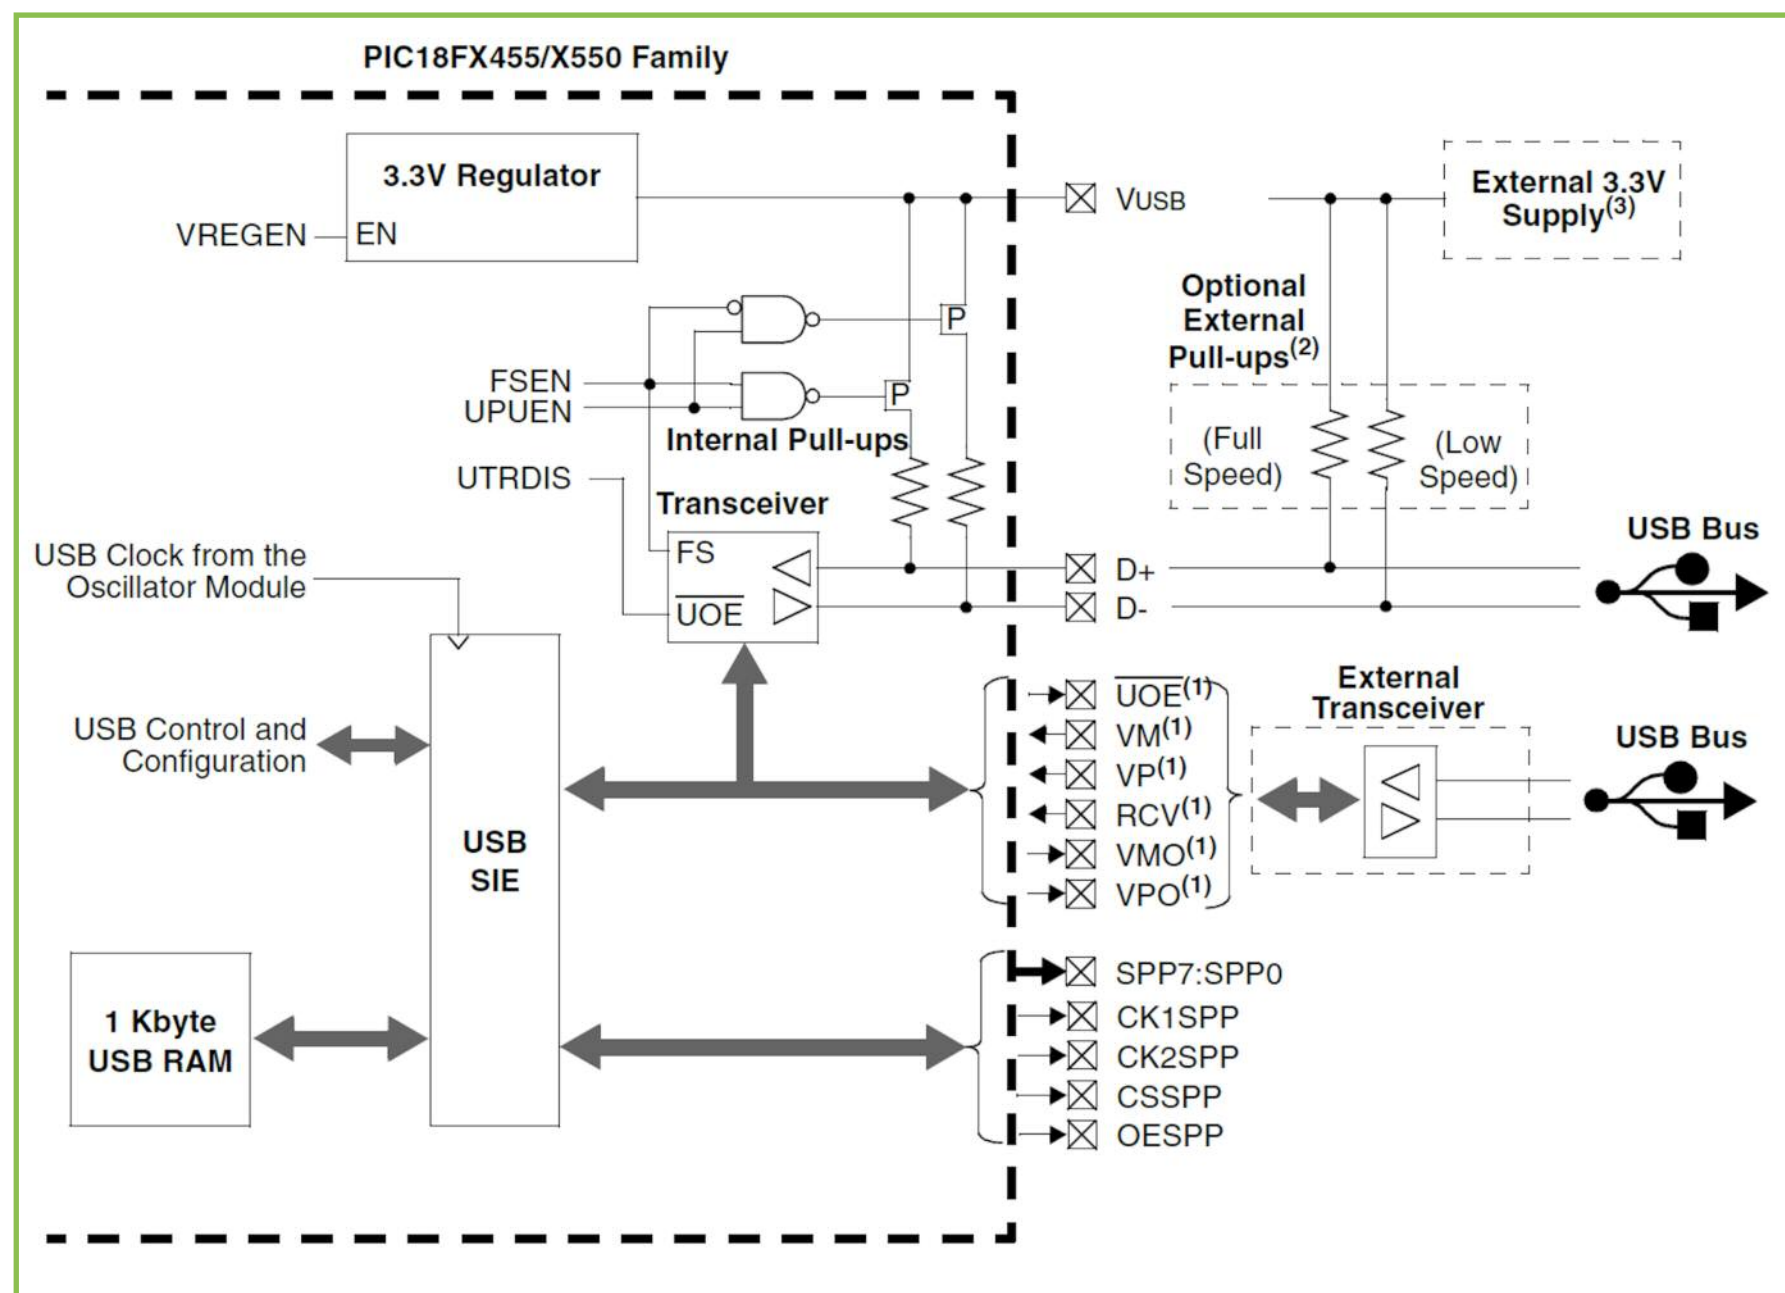 PIC18FX455/X550 Family
3.3V Regulator
VREGEN
EN
VUSB
External 3.3V
Supply(3)
Optional
External
Pull-ups(2)
P
FSEN
UPUEN
P
Internal Pull-ups
(Full
Speed)
(Low
Speed)
UTRDIS
Transceiver
FS
UOE
USB Clock from the
Oscillator Module
D+
D-
USB Bus
USB Control and
Configuration
UOE(1)
VM(1)
VP(1)
RCV(1)
VMO(1)
VPO(1)
External
Transceiver
USB Bus
USB
SIE
1 Kbyte
USB RAM
SPP7:SPP0
CK1SPP
CK2SPP
CSSPP
OESPP